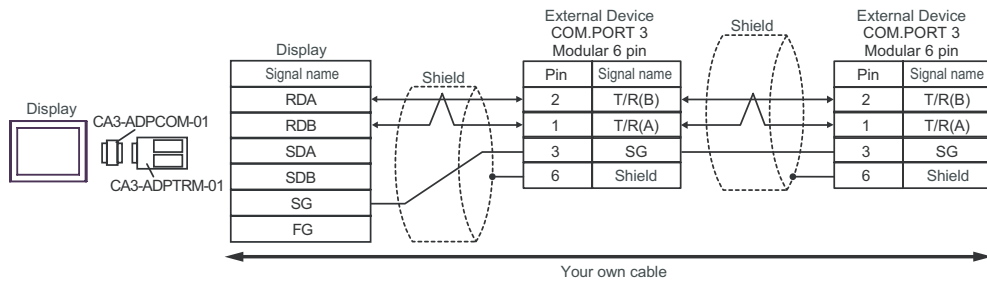 Display
CA3-ADPCOM-01
CA3-ADPTRM-01
Display
Signal name
RDA
RDB
SDA
SDB
SG
FG
Shield
External Device
COM.PORT 3
Modular 6 pin
Pin Signal name
2 T/R(B)
1 T/R(A)
3 SG
6 Shield
Shield
External Device
COM.PORT 3
Modular 6 pin
Pin Signal name
2 T/R(B)
1 T/R(A)
3 SG
6 Shield
Your own cable